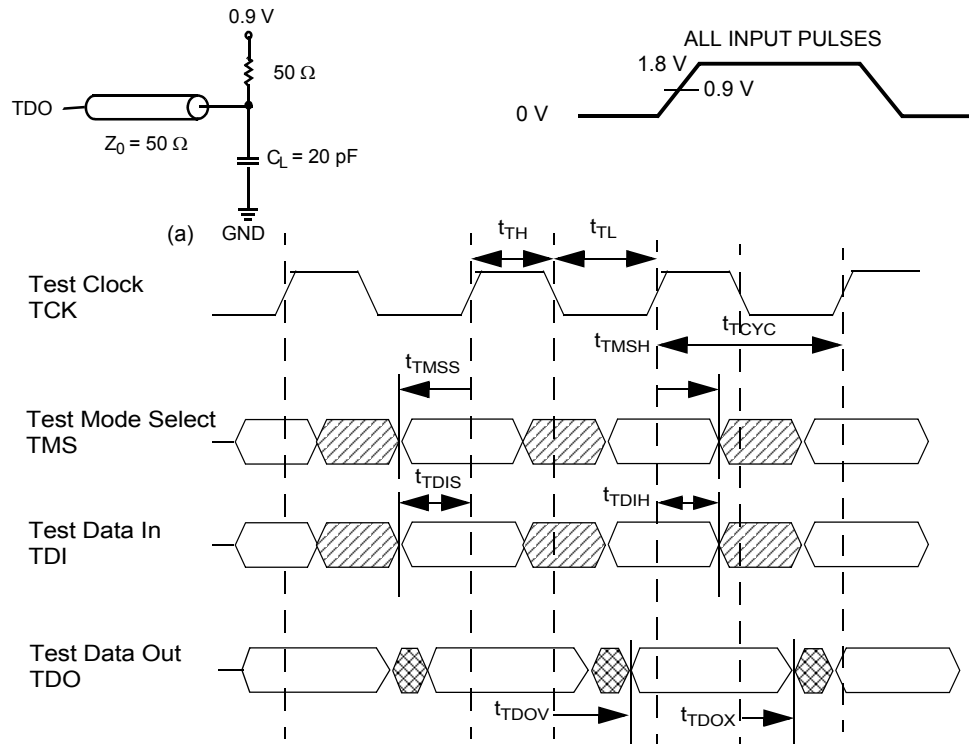 0.9 V
50 Ω
TDO
Z0 = 50 Ω
CL = 20 pF
(a)
GND
ALL INPUT PULSES
1.8 V
0.9 V
0 V
tTH
tTL
Test Clock
TCK
tTCYC
tTMSH
tTMSS
Test Mode Select
TMS
tTDIS
tTDIH
Test Data In
TDI
Test Data Out
TDO
tTDOV
tTDOX